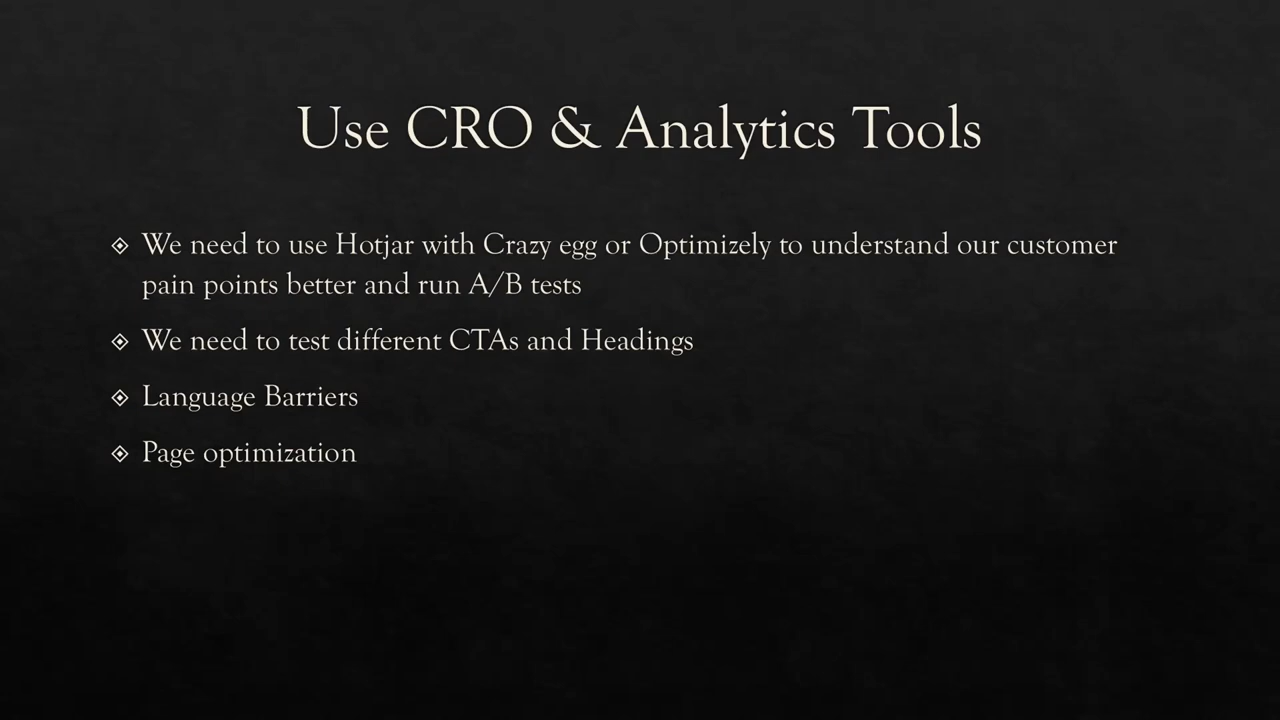 Use CRO & Analytics Tools
We need to use Hotjar with Crazy egg or Optimizely to understand our customer
pain points better and run A/B tests
We need to test different CTAs and Headings
Language Barriers
Page optimization